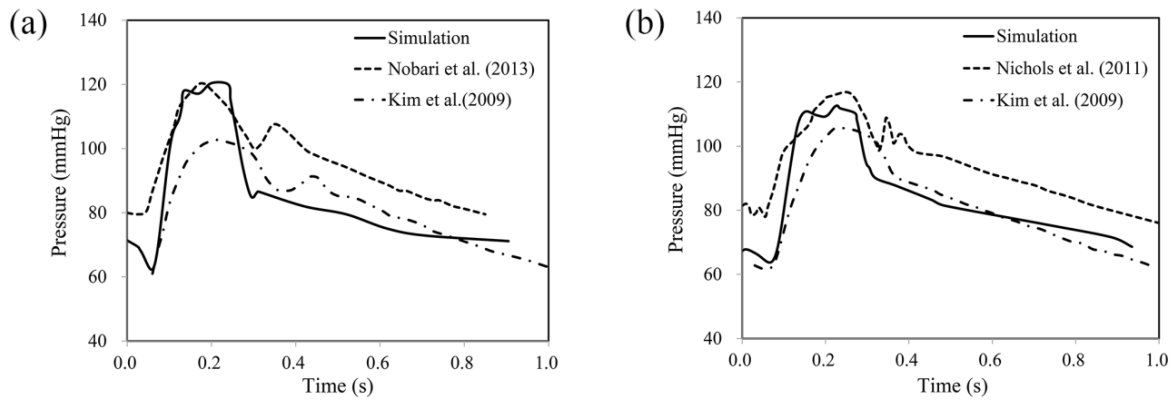 (a)
140
120
100
80
60
40
Pressure (mmHg)
0.0 0.2 0.4 0.6 0.8 1.0
Time (s)
Simulation
Nobari et al. (2013)
Kim et al.(2009)
(b)
140
120
100
80
60
40
Pressure (mmHg)
0.0 0.2 0.4 0.6 0.8 1.0
Time (s)
Simulation
Nichols et al. (2011)
Kim et al. (2009)